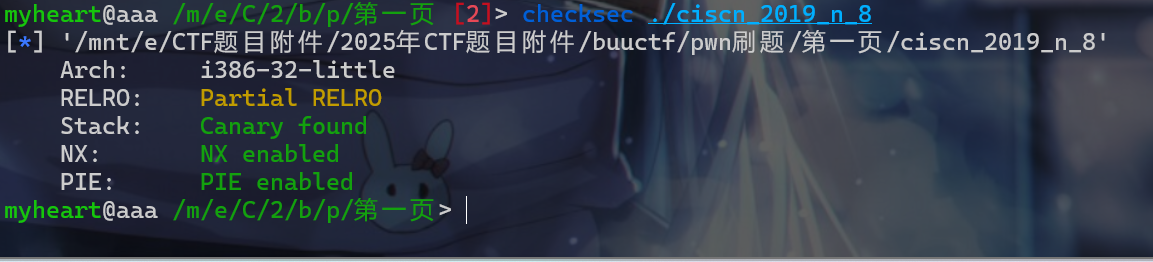 myheart@aaa /m/e/C/2/b/p/第一页 [2]> checksec ./ciscn_2019_n_8
[*] '/mnt/e/CTF题目附件/2025年CTF题目附件/buuctf/pwn刷题/第一页/ciscn_2019_n_8'
    Arch:     i386-32-little
    RELRO:    Partial RELRO
    Stack:    Canary found
    NX:       NX enabled
    PIE:      PIE enabled
myheart@aaa /m/e/C/2/b/p/第一页>